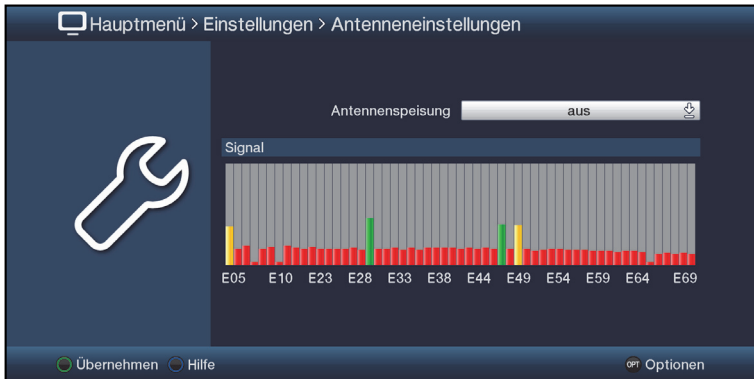 Hauptmenü > Einstellungen > Antenneneinstellungen
Antennenspeisung aus
Signal
E05 E10 E23 E28 E33 E38 E44 E49 E54 E59 E64 E69
Übernehmen Hilfe OPT Optionen